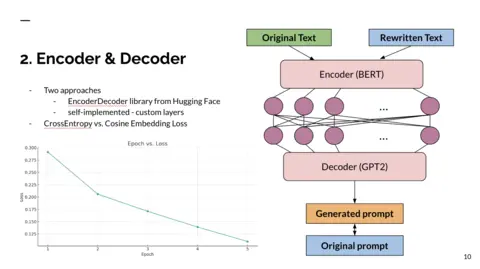 2. Encoder & Decoder
- Two approaches
- EncoderDecoder library from Hugging Face
- self-implemented - custom layers
- CrossEntropy vs. Cosine Embedding Loss
Epoch vs. Loss
0.300
0.275
0.250
0.225
0.200
0.175
0.150
0.125
Loss
1 2 3 4 5
Epoch
Original Text
Rewritten Text
Encoder (BERT)
...
...
Decoder (GPT2)
Generated prompt
Original prompt
10